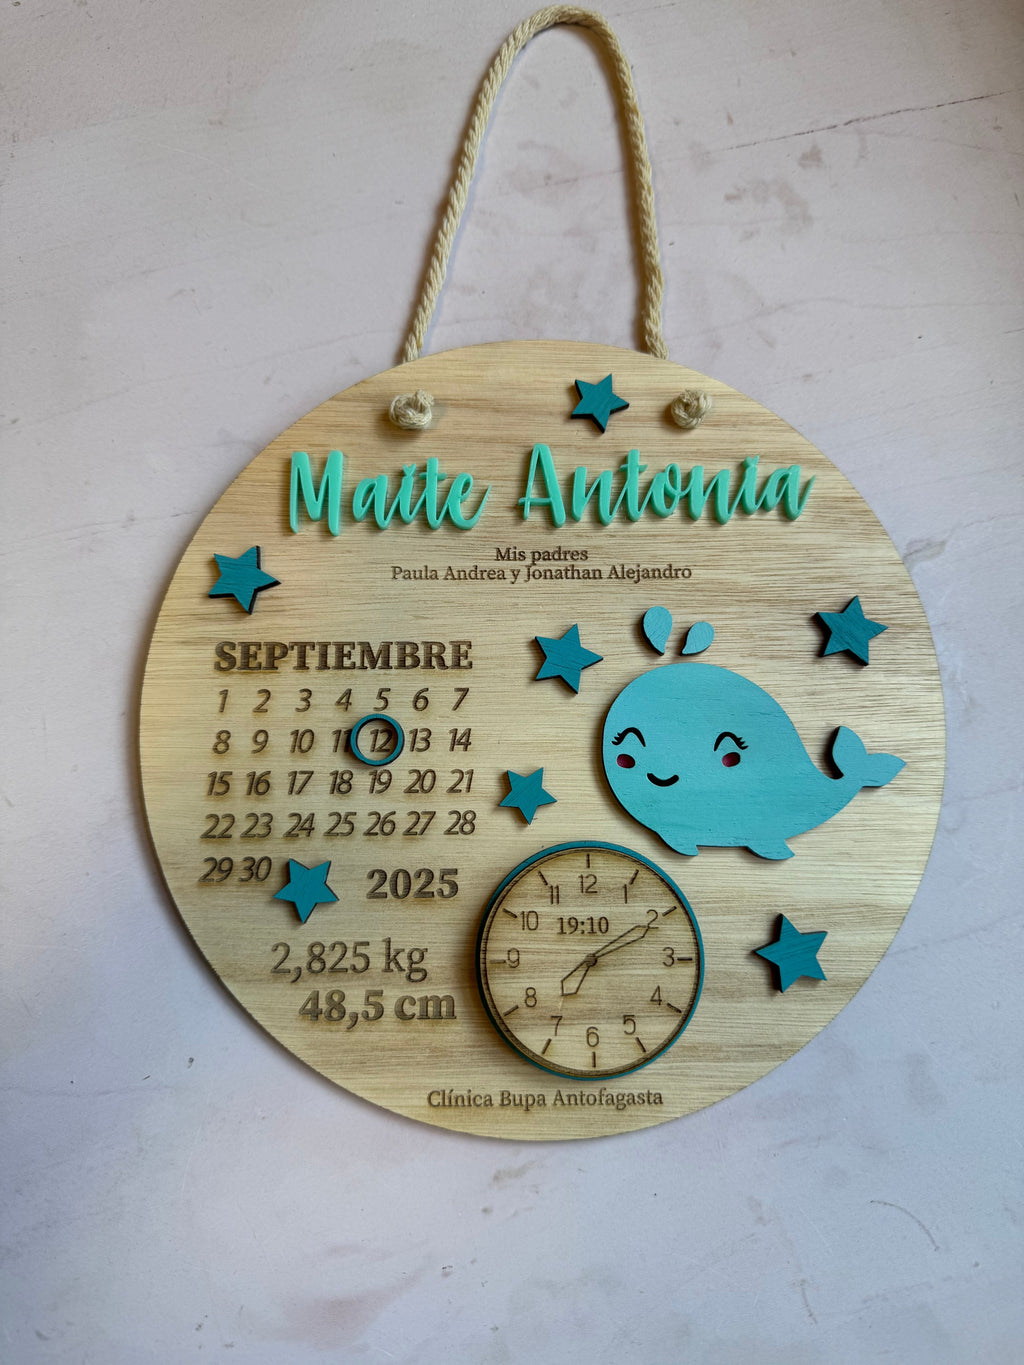 Maite Antonia
Mis padres
Paula Andrea y Jonathan Alejandro
SEPTIEMBRE
1 2 3 4 5 6 7
8 9 10 11 12 13 14
15 16 17 18 19 20 21
22 23 24 25 26 27 28
29 30
2025
2,825 kg
48,5 cm
12
1
2
3
4
5
6
7
8
9
10
11
19:10
Clínica Bupa Antofagasta